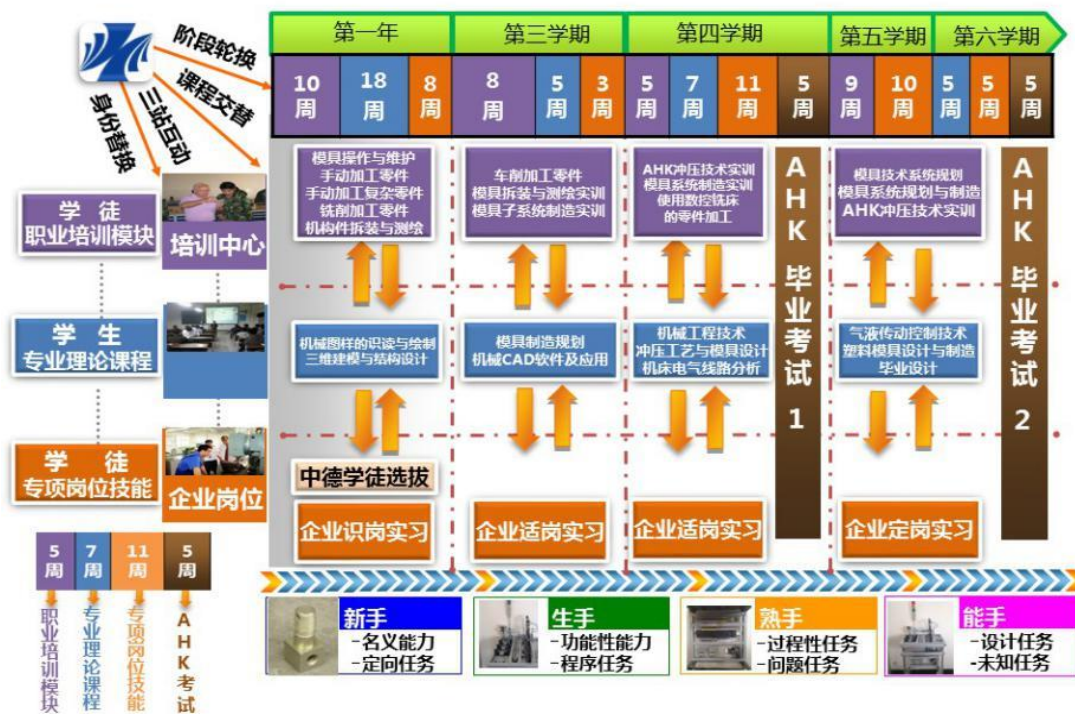 阶段轮换
课程交替
三站互动
身份替换
第一年
第三学期
第四学期
第五学期
第六学期
10周
18周
8周
8周
5周
3周
5周
7周
11周
5周
9周
10周
5周
5周
5周
学 徒
职业培训模块
培训中心
模具操作与维护
手动加工零件
手动加工复杂零件
铣削加工零件
机构件拆装与测绘
车削加工零件
模具拆装与测绘实训
模具子系统制造实训
AHK冲压技术实训
模具系统制造实训
使用数控铣床
的零件加工
AHK 毕业考试 1
模具技术系统规划
模具系统规划与制造
AHK冲压技术实训
AHK 毕业考试 2
学 生
专业理论课程
机械图样的识读与绘制
三维建模与结构设计
模具制造规划
机械CAD软件及应用
机械工程技术
冲压工艺与模具设计
机床电气线路分析
气液传动控制技术
塑料模具设计与制造
毕业设计
学 徒
专项岗位技能
企业岗位
中德学徒选拔
企业识岗实习
企业适岗实习
企业适岗实习
企业定岗实习
5周
7周
11周
5周
职业培训模块
专业理论课程
专项岗位技能
AHK考试
新手
-名义能力
-定向任务
生手
-功能性能力
-程序任务
熟手
-过程性任务
-问题任务
能手
-设计任务
-未知任务